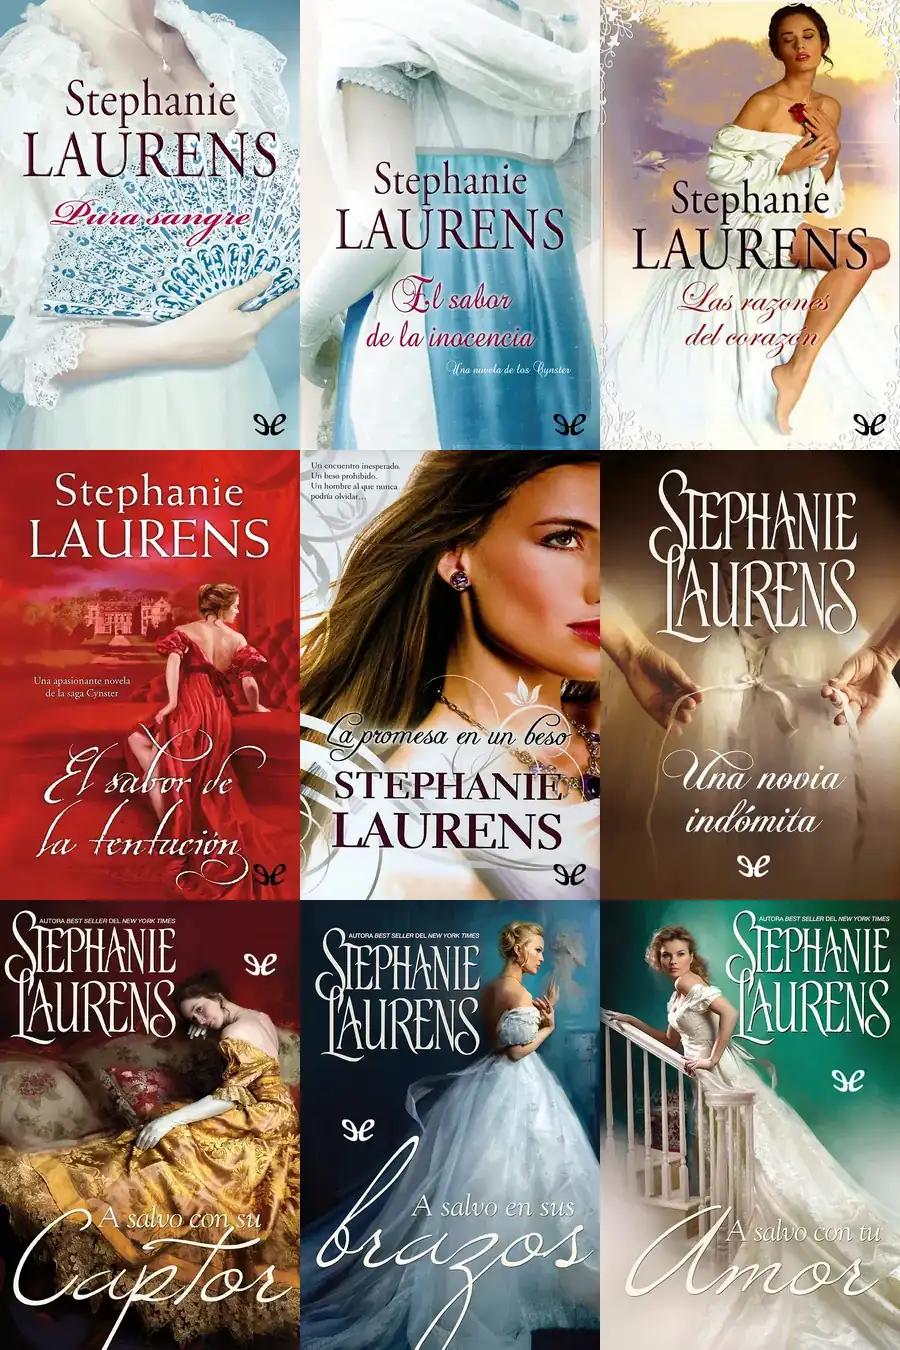 Stephanie
LAURENS
Pura sangre
Stephanie
LAURENS
El sabor
de la inocencia
Una novela de los Cynster
Stephanie
LAURENS
Las razones
del corazón
Stephanie
LAURENS
Una apasionante novela
de la saga Cynster
El sabor de
la tentación
Un encuentro inesperado.
Un beso prohibido.
Un hombre al que nunca
podría olvidar...
La promesa en un beso
STEPHANIE
LAURENS
STEPHANIE
LAURENS
Una novia
indómita
AUTORA BEST SELLER DEL NEW YORK TIMES
STEPHANIE
LAURENS
A salvo con su
Captor
AUTORA BEST SELLER DEL NEW YORK TIMES
STEPHANIE
LAURENS
A salvo en sus
brazos
AUTORA BEST SELLER DEL NEW YORK TIMES
STEPHANIE
LAURENS
A salvo con tu
Amor